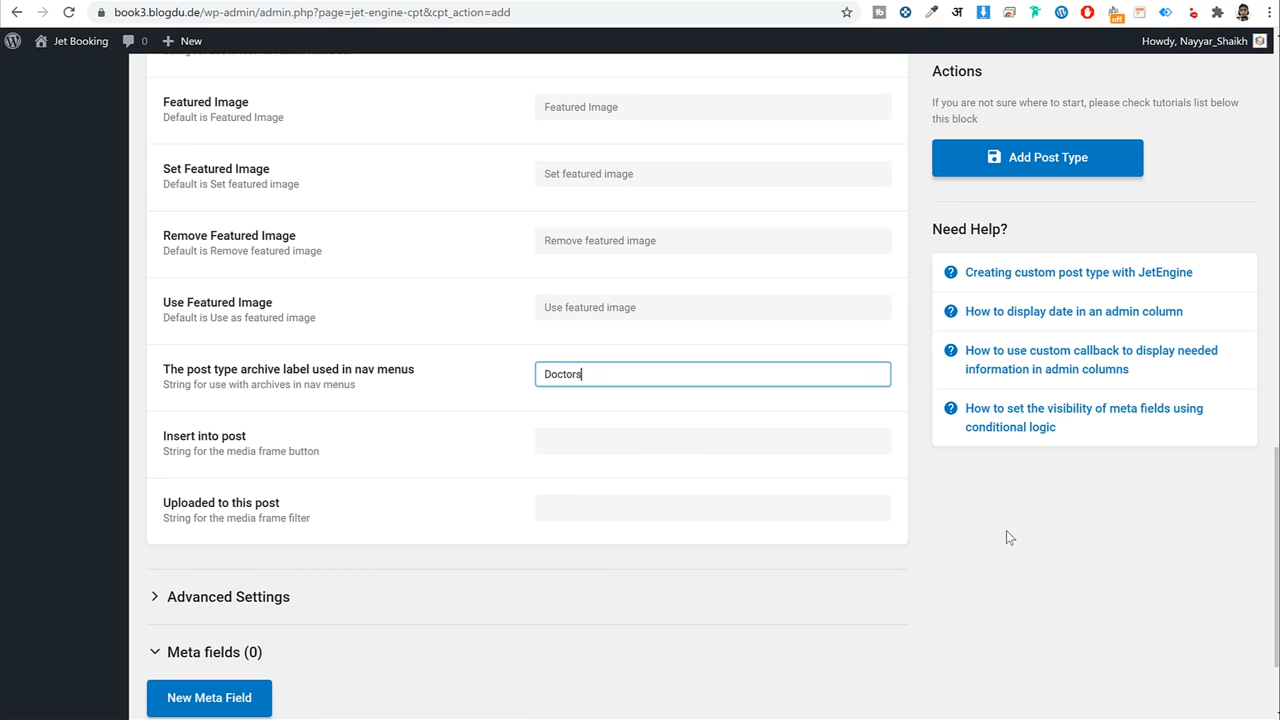 book3.blogdu.de/wp-admin/admin.php?page=jet-engine-cpt&cpt_action=add
off
Jet Booking
0
New
Howdy, Nayyar_Shaikh
Featured Image
Default is Featured Image
Featured Image
Set Featured Image
Default is Set featured image
Set featured image
Remove Featured Image
Default is Remove featured image
Remove featured image
Use Featured Image
Default is Use as featured image
Use featured image
The post type archive label used in nav menus
String for use with archives in nav menus
Doctors
Insert into post
String for the media frame button
Uploaded to this post
String for the media frame filter
Advanced Settings
Meta fields (0)
New Meta Field
Actions
If you are not sure where to start, please check tutorials list below
this block
Add Post Type
Need Help?
Creating custom post type with JetEngine
How to display date in an admin column
How to use custom callback to display needed
information in admin columns
How to set the visibility of meta fields using
conditional logic